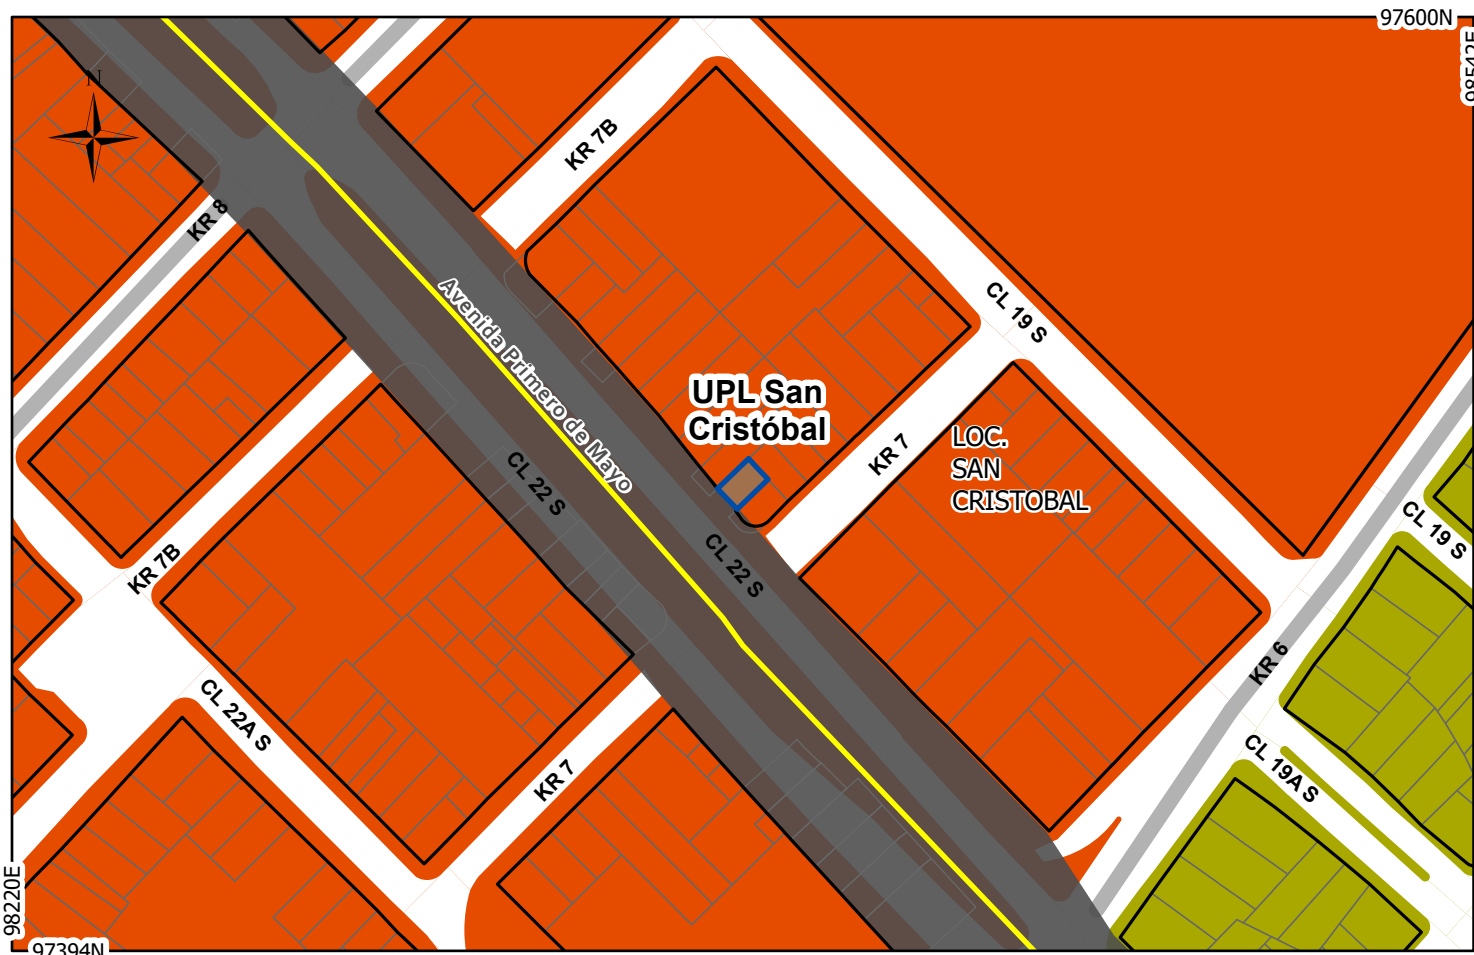 97600N
98542E
N
KR 7B
KR 8
Avenida Primero de Mayo
CL 19 S
UPL San
Cristóbal
KR 7
LOC.
SAN
CRISTOBAL
CL 22 S
CL 19 S
CL 22 S
KR 7B
KR 6
CL 22A S
CL 19A S
KR 7
98220E
97394N